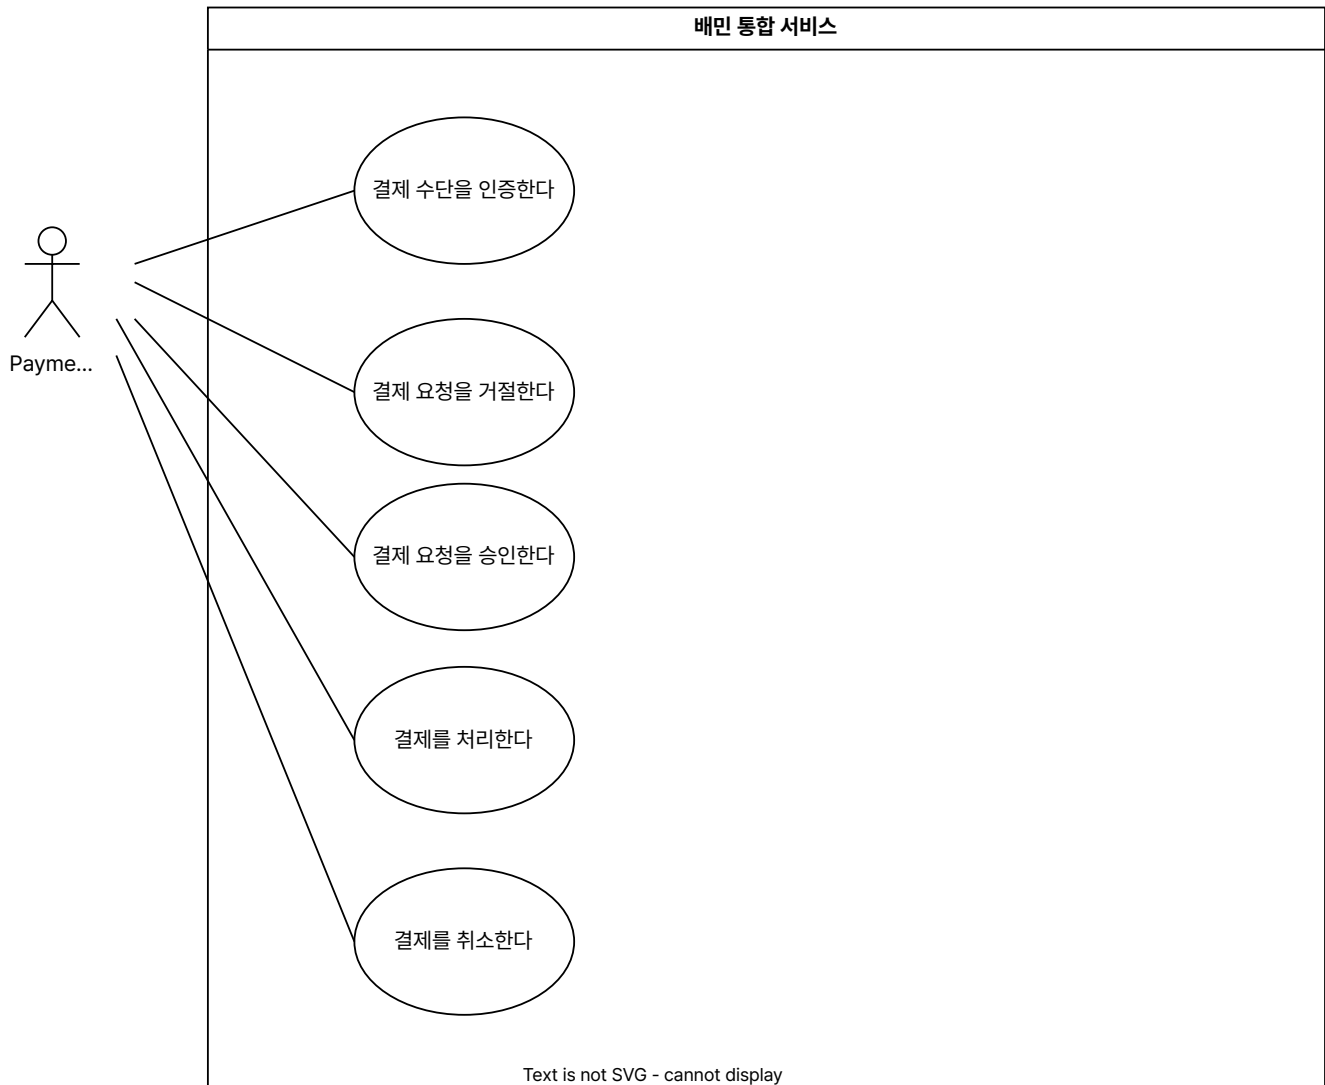 배민 통합 서비스
결제 수단을 인증한다
Payme...
결제 요청을 거절한다
결제 요청을 승인한다
결제를 처리한다
결제를 취소한다
Text is not SVG - cannot display